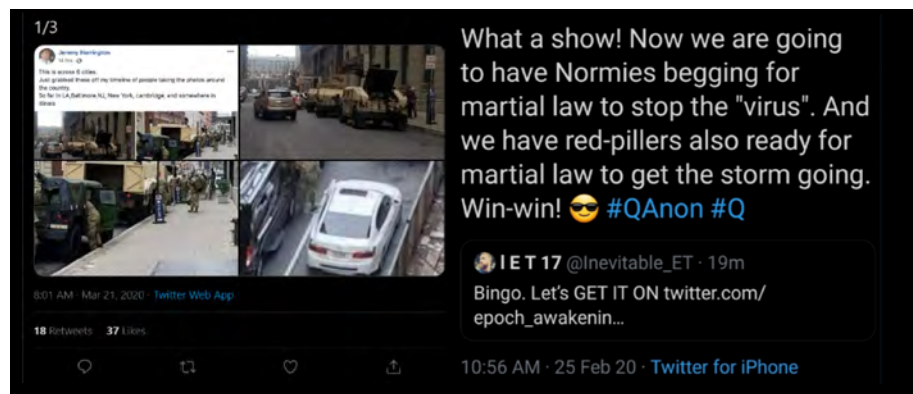 1/3
Jeremy Harrington
14 hrs ·
This is across 6 cities.
Just grabbed these off my timeline of people taking the photos around
the country.
So far in LA,Baltimore,NJ, New York, cambridge, and somewhere in
Illinois
8:01 AM · Mar 21, 2020 · Twitter Web App
18 Retweets 37 Likes
What a show! Now we are going
to have Normies begging for
martial law to stop the "virus". And
we have red-pillers also ready for
martial law to get the storm going.
Win-win! 😎 #QAnon #Q
l E T 17 @Inevitable_ET · 19m
Bingo. Let's GET IT ON twitter.com/
epoch_awakenin…
10:56 AM · 25 Feb 20 · Twitter for iPhone